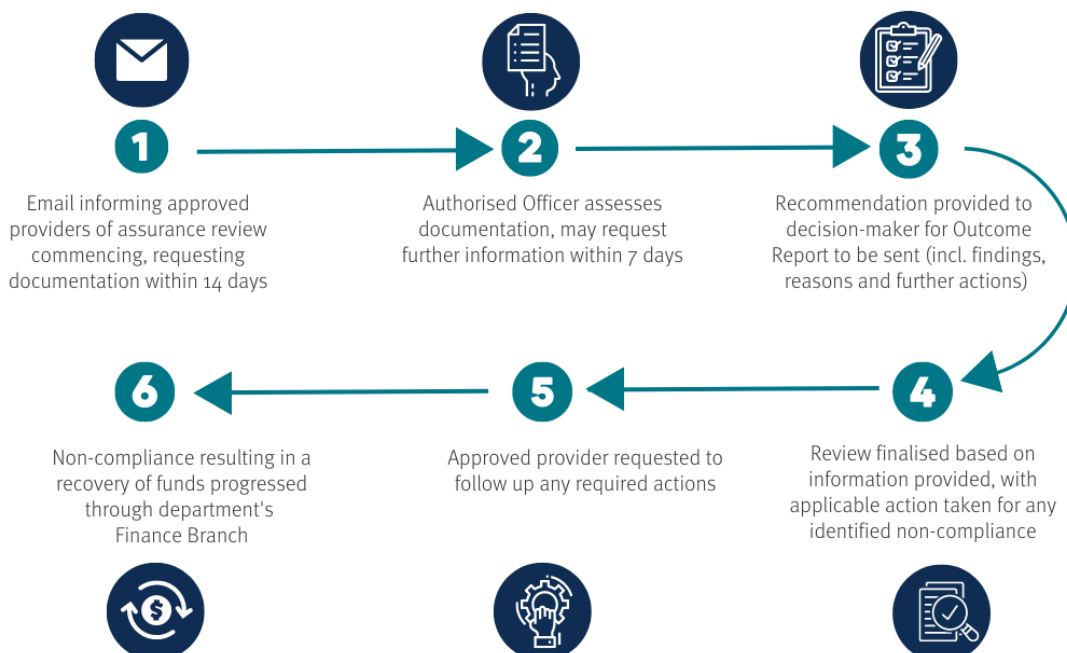 1
Email informing approved
providers of assurance review
commencing, requesting
documentation within 14 days
2
Authorised Officer assesses
documentation, may request
further information within 7 days
3
Recommendation provided to
decision-maker for Outcome
Report to be sent (incl. findings,
reasons and further actions)
4
Review finalised based on
information provided, with
applicable action taken for any
identified non-compliance
5
Approved provider requested to
follow up any required actions
6
Non-compliance resulting in a
recovery of funds progressed
through department's
Finance Branch
$